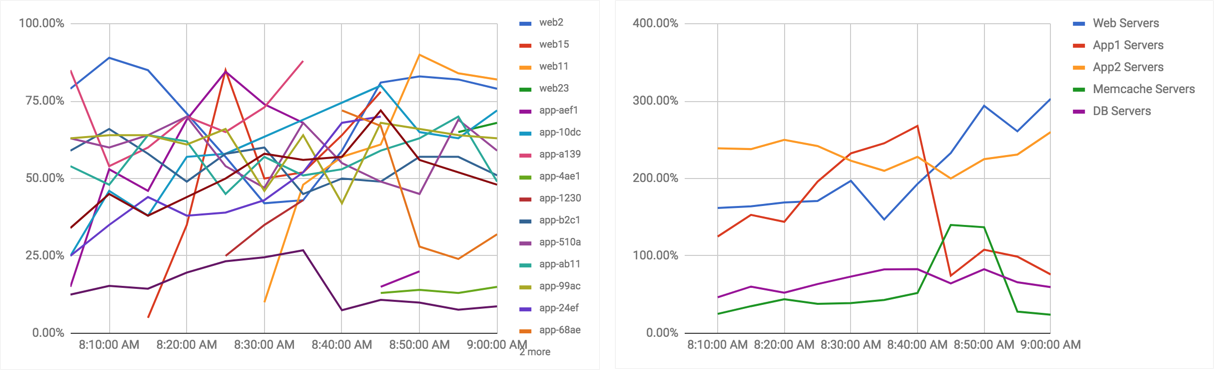 100.00%
75.00%
50.00%
25.00%
0.00%
8:10:00 AM 8:20:00 AM 8:30:00 AM 8:40:00 AM 8:50:00 AM 9:00:00 AM
web2
web15
web11
web23
app-aef1
app-10dc
app-a139
app-4ae1
app-1230
app-b2c1
app-510a
app-ab11
app-99ac
app-24ef
app-68ae
2 more
400.00%
300.00%
200.00%
100.00%
0.00%
8:10:00 AM 8:20:00 AM 8:30:00 AM 8:40:00 AM 8:50:00 AM 9:00:00 AM
Web Servers
App1 Servers
App2 Servers
Memcache Servers
DB Servers